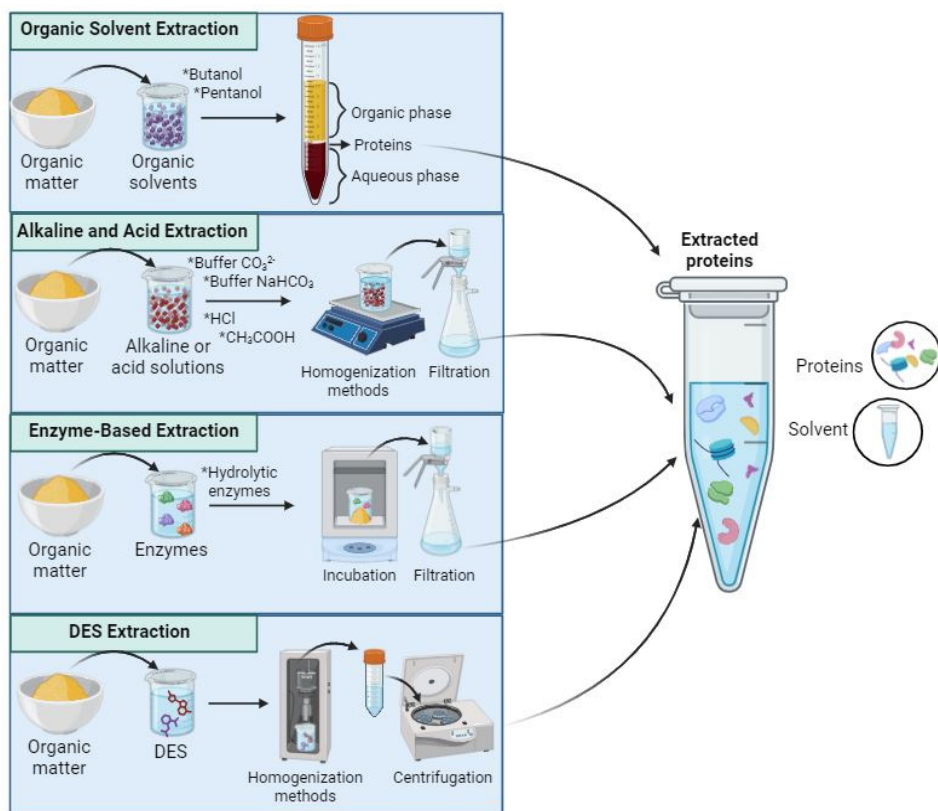 Organic Solvent Extraction
*Butanol
*Pentanol
Organic
matter
Organic
solvents
Organic phase
Proteins
Aqueous phase
Alkaline and Acid Extraction
*Buffer CO₃²⁻
*Buffer NaHCO₃
*HCl
*CH₃COOH
Organic
matter
Alkaline or
acid solutions
Homogenization
methods
Filtration
Enzyme-Based Extraction
*Hydrolytic
enzymes
Organic
matter
Enzymes
Incubation
Filtration
DES Extraction
Organic
matter
DES
Homogenization
methods
Centrifugation
Extracted
proteins
Proteins
Solvent